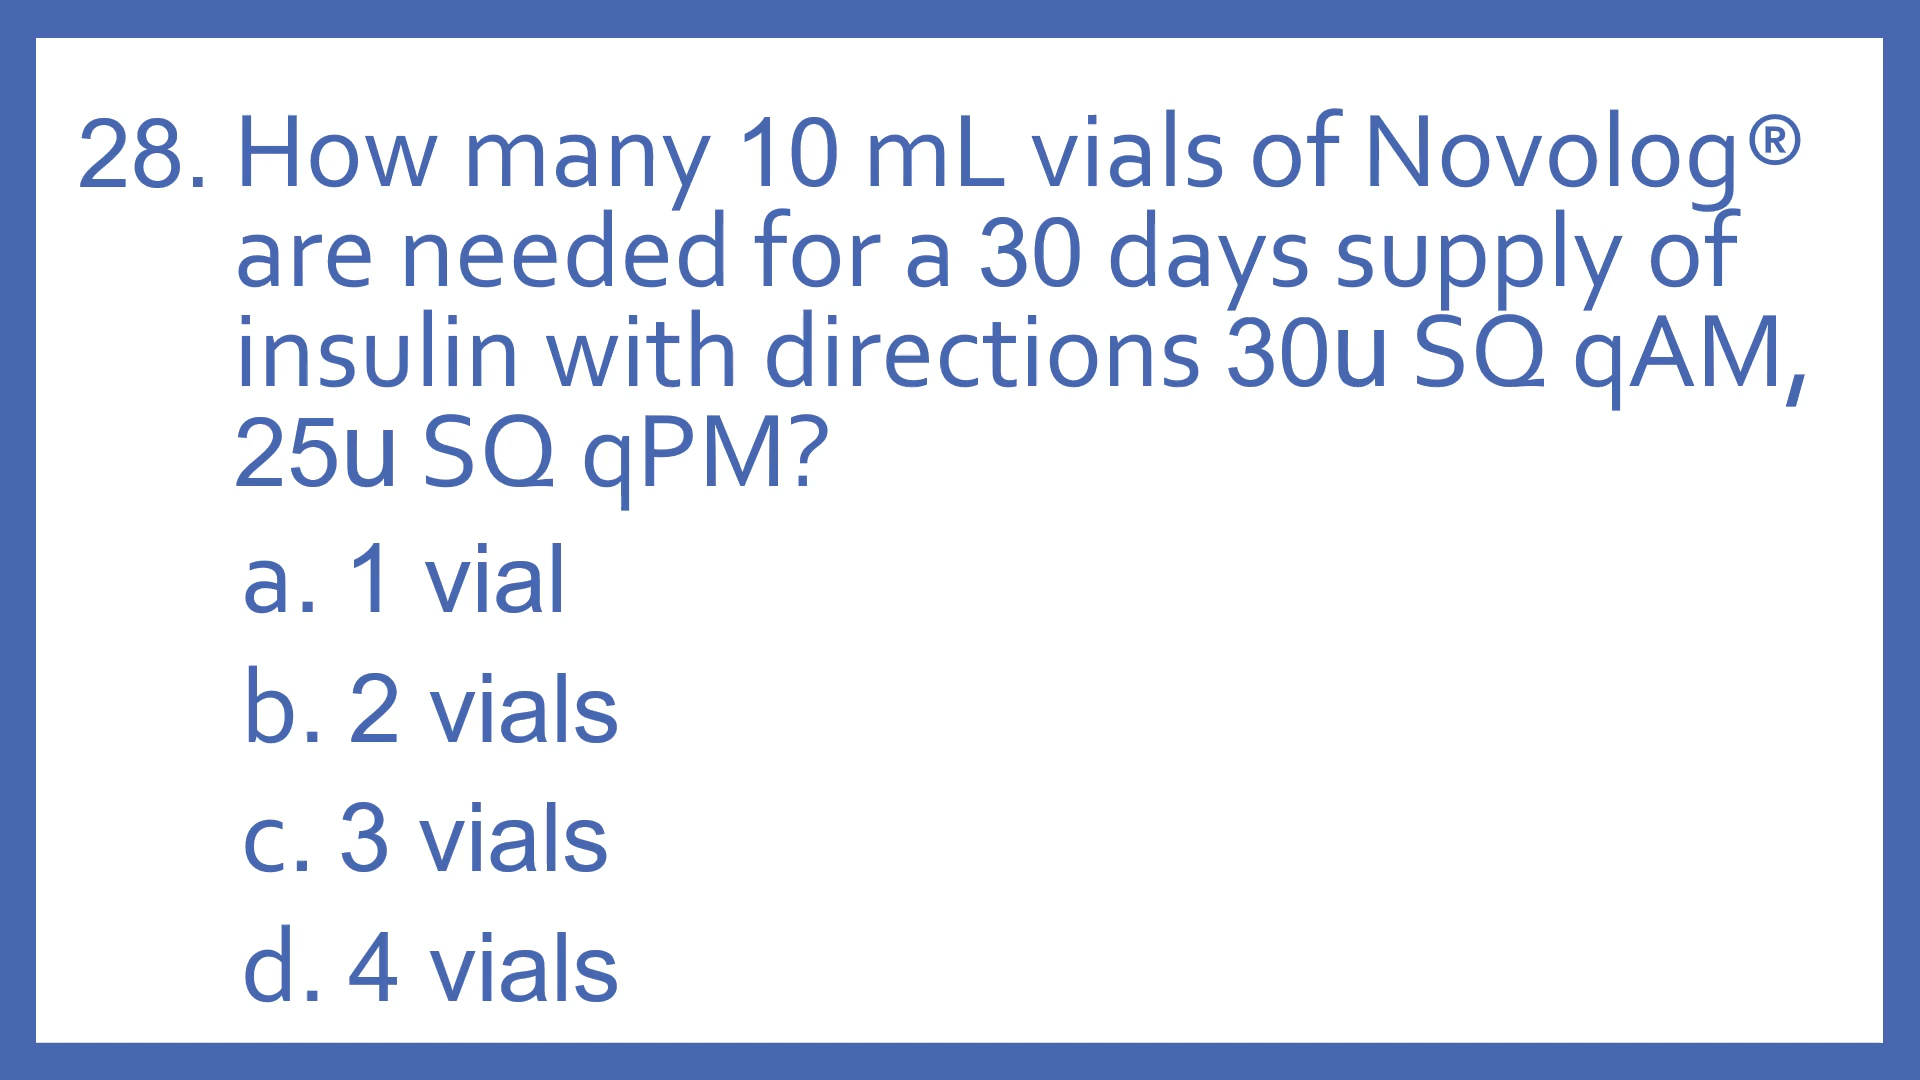 28. How many 10 mL vials of Novolog®
are needed for a 30 days supply of
insulin with directions 30u SQ qAM,
25u SQ qPM?
a. 1 vial
b. 2 vials
c. 3 vials
d. 4 vials